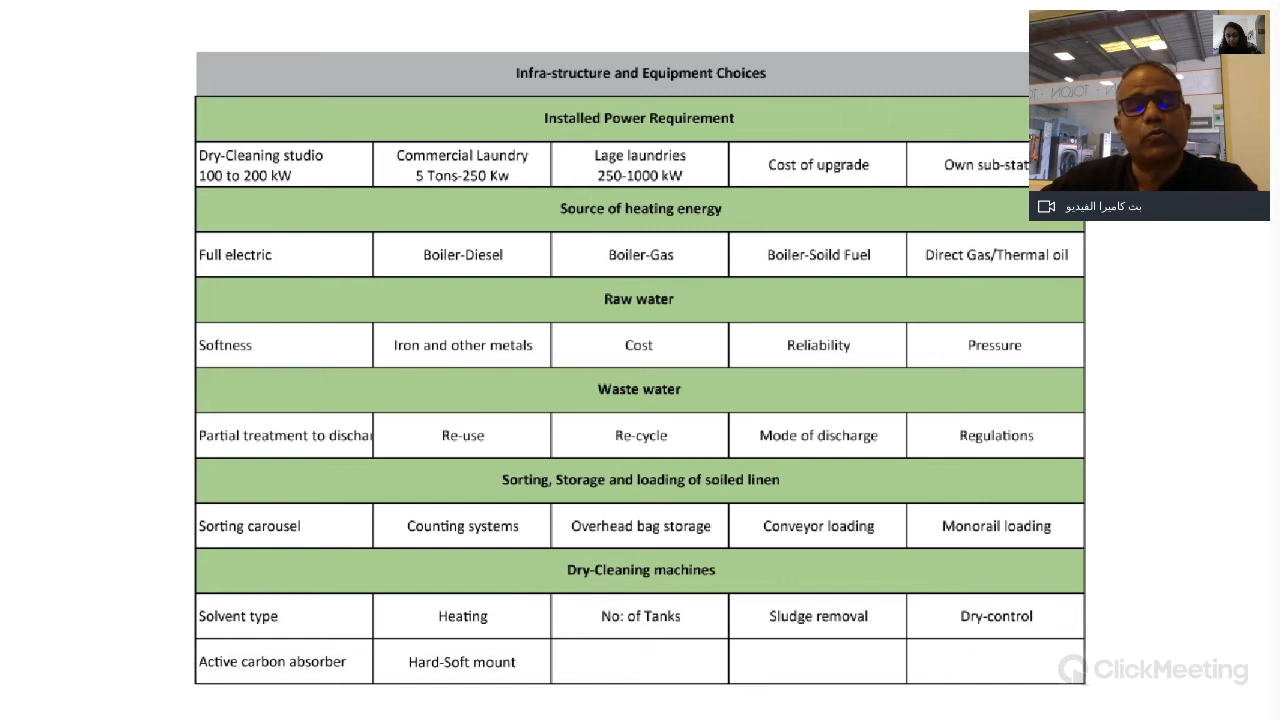 Infra-structure and Equipment Choices
Installed Power Requirement
Dry-Cleaning studio
100 to 200 kW
Commercial Laundry
5 Tons-250 Kw
Lage laundries
250-1000 kW
Cost of upgrade
Own sub-stat
Source of heating energy
Full electric
Boiler-Diesel
Boiler-Gas
Boiler-Soild Fuel
Direct Gas/Thermal oil
Raw water
Softness
Iron and other metals
Cost
Reliability
Pressure
Waste water
Partial treatment to dischar
Re-use
Re-cycle
Mode of discharge
Regulations
Sorting, Storage and loading of soiled linen
Sorting carousel
Counting systems
Overhead bag storage
Conveyor loading
Monorail loading
Dry-Cleaning machines
Solvent type
Heating
No: of Tanks
Sludge removal
Dry-control
Active carbon absorber
Hard-Soft mount
بث كاميرا الفيديو
ClickMeeting